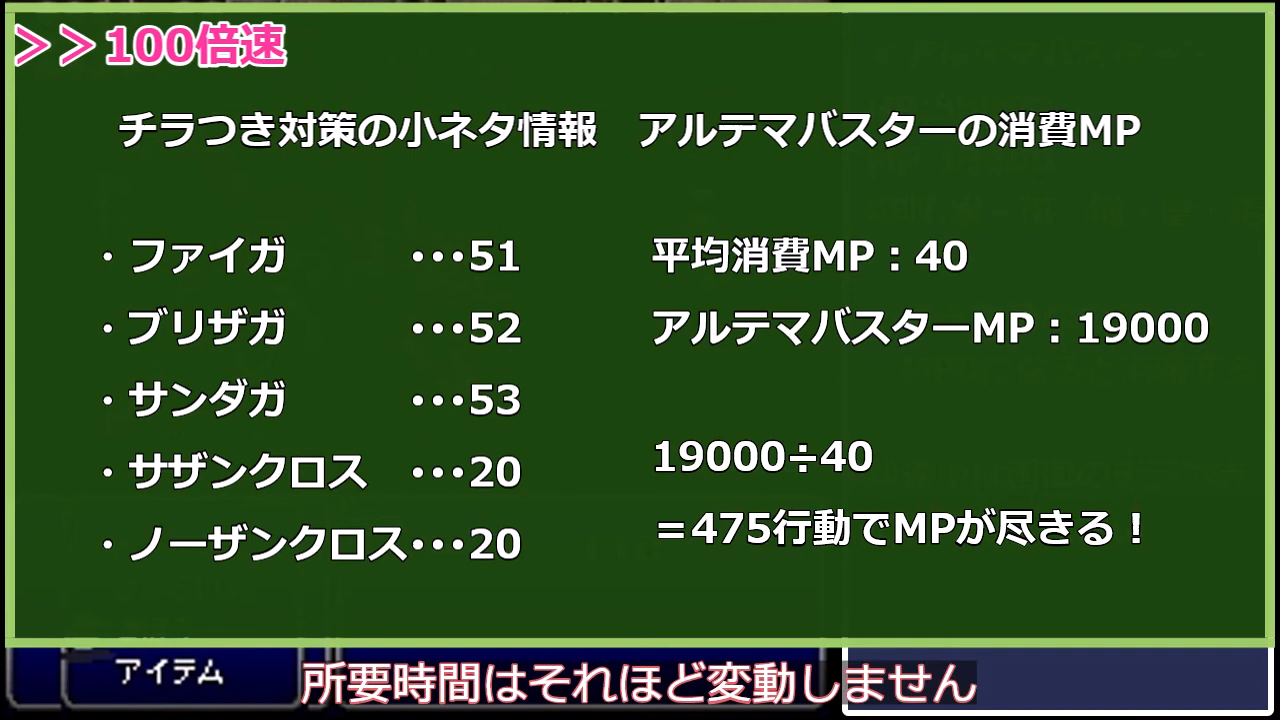 >>100倍速
チラつき対策の小ネタ情報　アルテマバスターの消費MP
・ファイガ　・・・51
・ブリザガ　・・・52
・サンダガ　・・・53
・サザンクロス　・・・20
・ノーザンクロス・・・20
平均消費MP：40
アルテマバスターMP：19000
19000÷40
＝475行動でMPが尽きる！
アイテム
所要時間はそれほど変動しません